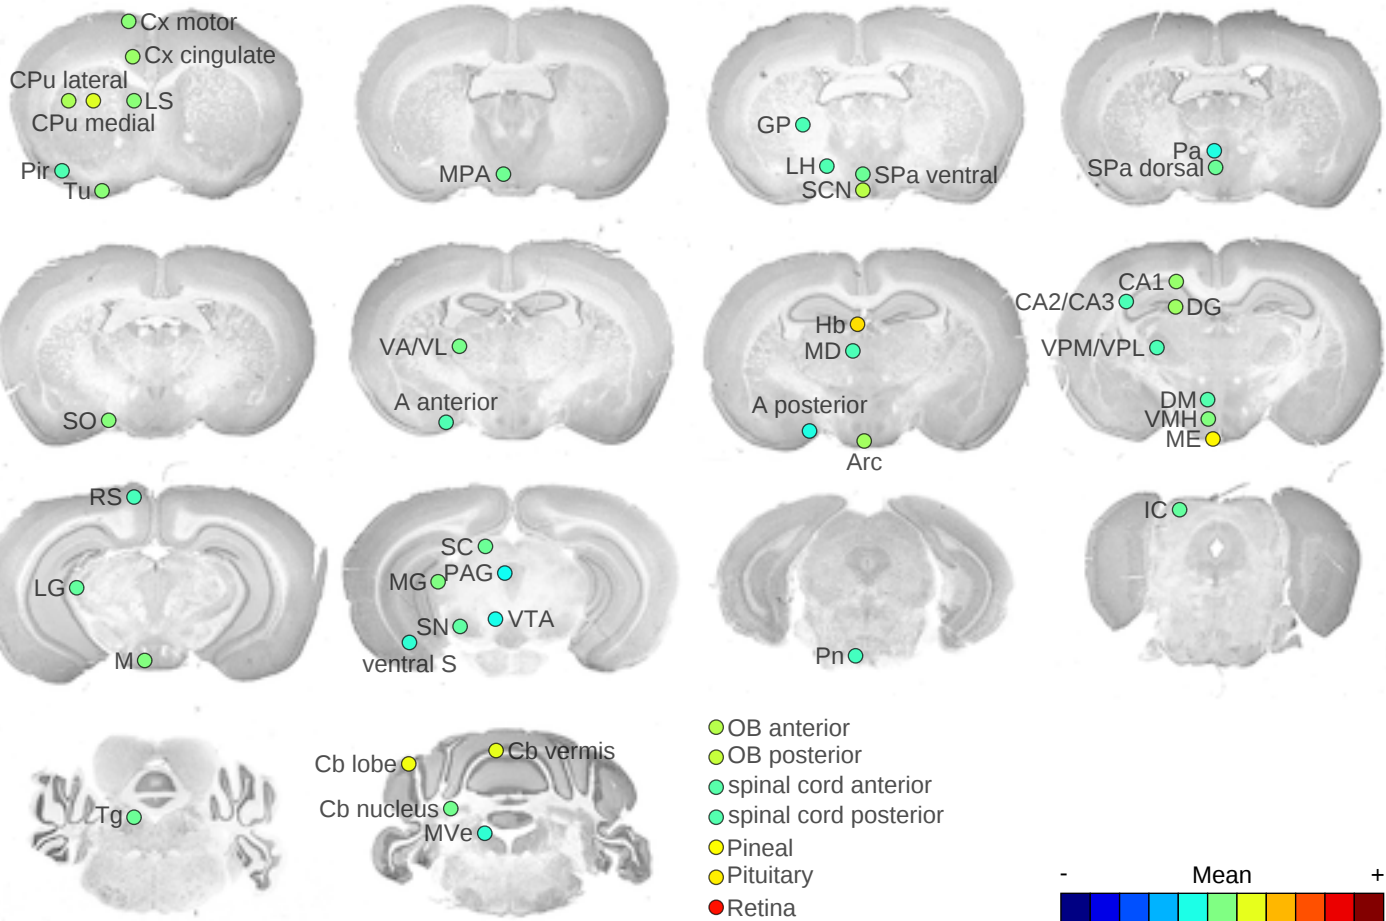 Cx motor
Cx cingulate
CPu lateral
LS
CPu medial
Pir
Tu
MPA
GP
LH
SPa ventral
SCN
Pa
SPa dorsal
SO
VA/VL
A anterior
Hb
MD
A posterior
Arc
CA1
CA2/CA3
DG
VPM/VPL
DM
VMH
ME
RS
LG
M
SC
MG
PAG
SN
VTA
ventral S
Pn
IC
Tg
Cb lobe
Cb vermis
Cb nucleus
MVe
OB anterior
OB posterior
spinal cord anterior
spinal cord posterior
Pineal
Pituitary
Retina
- Mean +